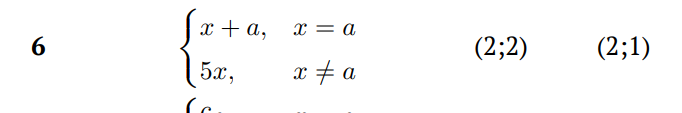 x + a, x = a
6 (2;2) (2;1)
5x, x ≠ a